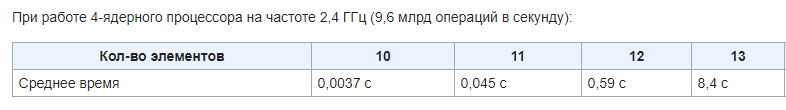 При работе 4-ядерного процессора на частоте 2,4 ГГц (9,6 млрд операций в секунду):
Кол-во элементов 10 11 12 13
Среднее время 0,0037 с 0,045 с 0,59 с 8,4 с